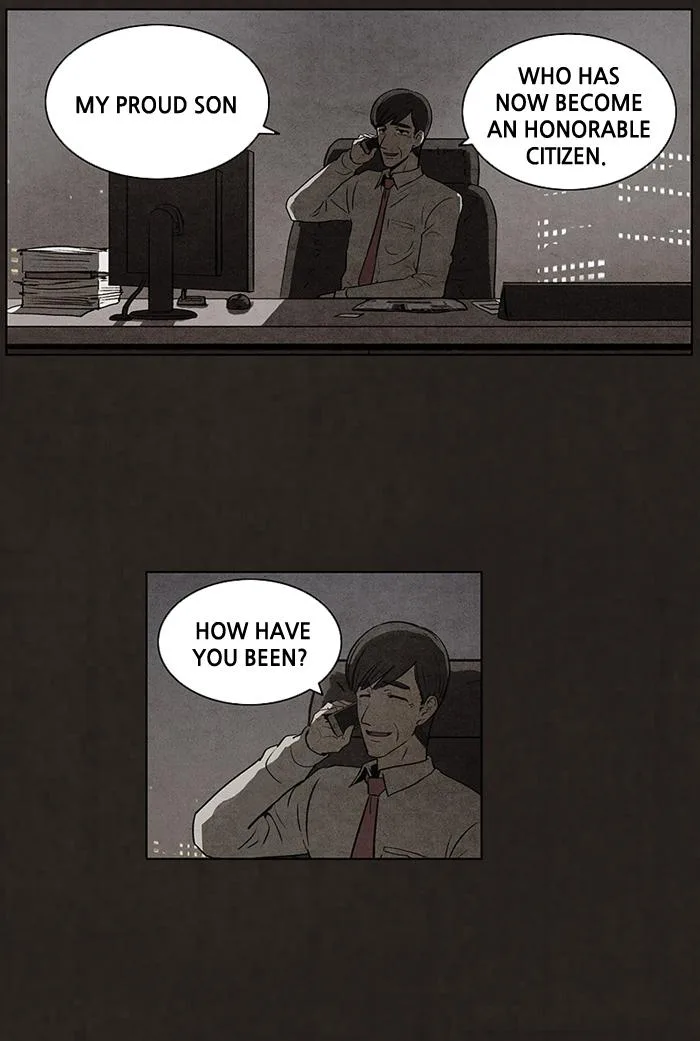 MY PROUD SON
WHO HAS
NOW BECOME
AN HONORABLE
CITIZEN.
HOW HAVE
YOU BEEN?